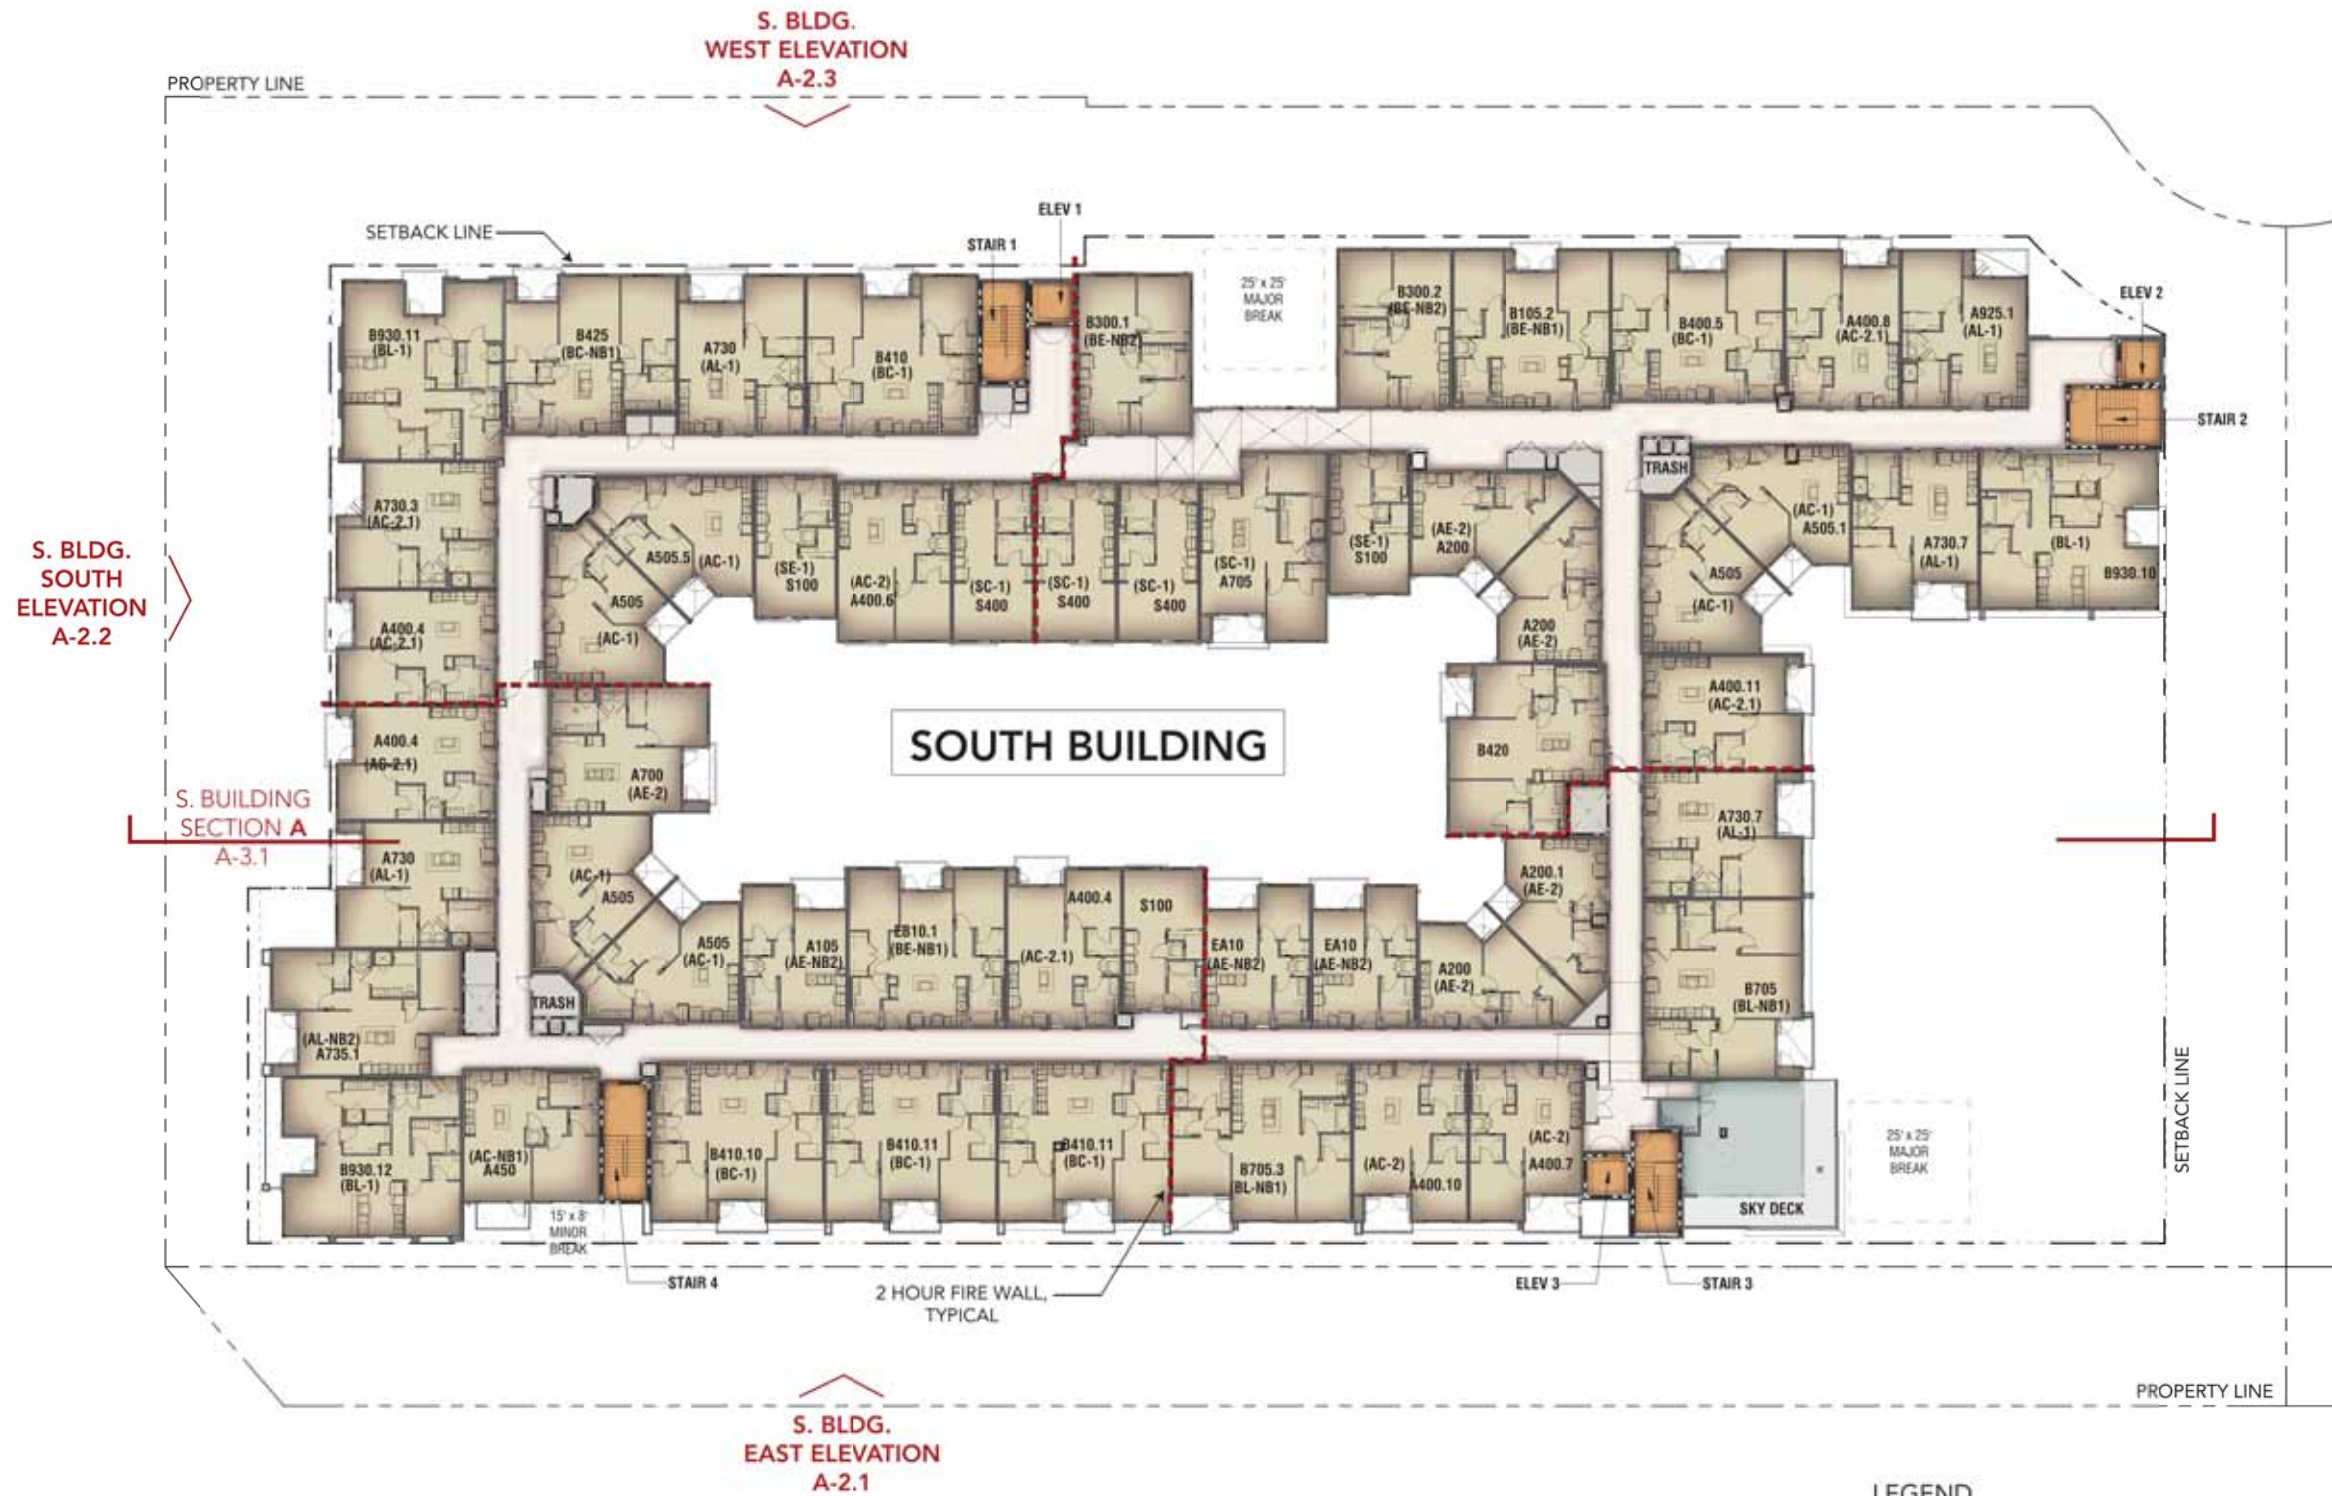 S. BLDG.
WEST ELEVATION
A-2.3
PROPERTY LINE
SETBACK LINE
STAIR 1
ELEV 1
ELEV 2
STAIR 2
25' x 25'
MAJOR
BREAK
B930.11
(BL-1)
B425
(BC-NB1)
A730
(AL-1)
B410
(BC-1)
B300.1
(BE-NB2)
B300.2
(BE-NB2)
B105.2
(BE-NB1)
B400.5
(BC-1)
A400.8
(AC-2.1)
A925.1
(AL-1)
TRASH
A730.3
(AC-2.1)
A505.5
(AC-1)
A505
(AC-1)
(SE-1)
S100
(AC-2)
A400.6
(SC-1)
S400
(SC-1)
S400
(SC-1)
S400
(SC-1)
A705
(SE-1)
S100
(AE-2)
A200
A200
(AE-2)
(AC-1)
A505.1
A505
(AC-1)
A730.7
(AL-1)
(BL-1)
B930.10
S. BLDG.
SOUTH
ELEVATION
A-2.2
A400.4
(AC-2.1)
A400.4
(AC-2.1)
A700
(AE-2)
SOUTH BUILDING
B420
A400.11
(AC-2.1)
A730.7
(AL-1)
S. BUILDING
SECTION A
A-3.1
A730
(AL-1)
(AC-1)
A505
A505
(AC-1)
A105
(AE-NB2)
EB10.1
(BE-NB1)
A400.4
(AC-2.1)
S100
EA10
(AE-NB2)
EA10
(AE-NB2)
A200
(AE-2)
A200.1
(AE-2)
B705
(BL-NB1)
TRASH
(AL-NB2)
A735.1
B930.12
(BL-1)
(AC-NB1)
A450
B410.10
(BC-1)
B410.11
(BC-1)
B410.11
(BC-1)
B705.3
(BL-NB1)
(AC-2)
A400.10
(AC-2)
A400.7
SKY DECK
25' x 25'
MAJOR
BREAK
SETBACK LINE
15' x 8'
MINOR
BREAK
STAIR 4
2 HOUR FIRE WALL,
TYPICAL
ELEV 3
STAIR 3
PROPERTY LINE
S. BLDG.
EAST ELEVATION
A-2.1
LEGEND